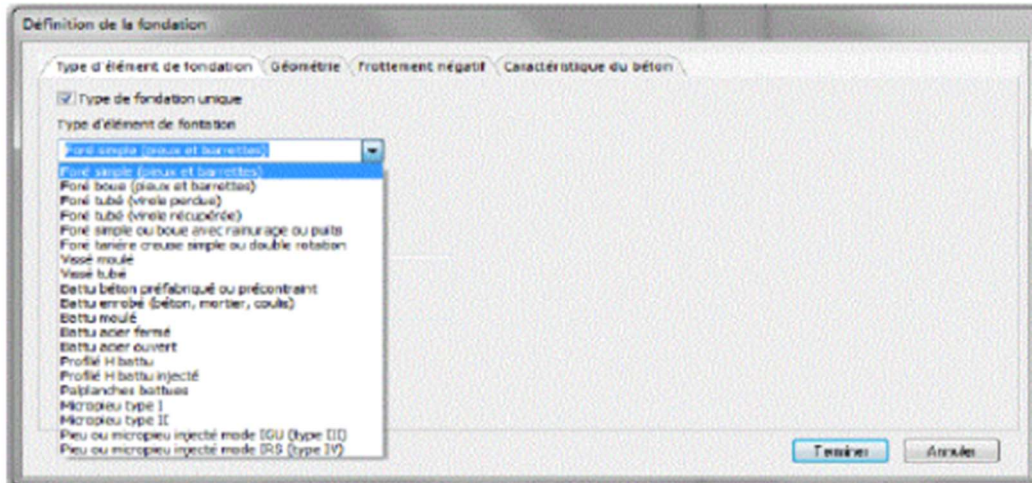 Définition de la fondation
Type d'élément de fondation Géométrie Frottement négatif Caractéristique du béton
Type de fondation unique
Type d'élément de fontation
Foré simple (pieux et barrettes)
Foré simple (pieux et barrettes)
Foré boue (pieux et barrettes)
Foré tubé (virole perdue)
Foré tubé (virole récupérée)
Foré simple ou boue avec rainurage ou puits
Foré tarière creuse simple ou double rotation
Vissé moulé
Vissé tubé
Battu béton préfabriqué ou précontraint
Battu enrobé (béton, mortier, coulis)
Battu moulé
Battu acier fermé
Battu acier ouvert
Profilé H battu
Profilé H battu injecté
Palplanches battues
Micropieu type I
Micropieu type II
Pieu ou micropieu injecté mode IGU (type III)
Pieu ou micropieu injecté mode IRS (type IV)
Terminer Annuler